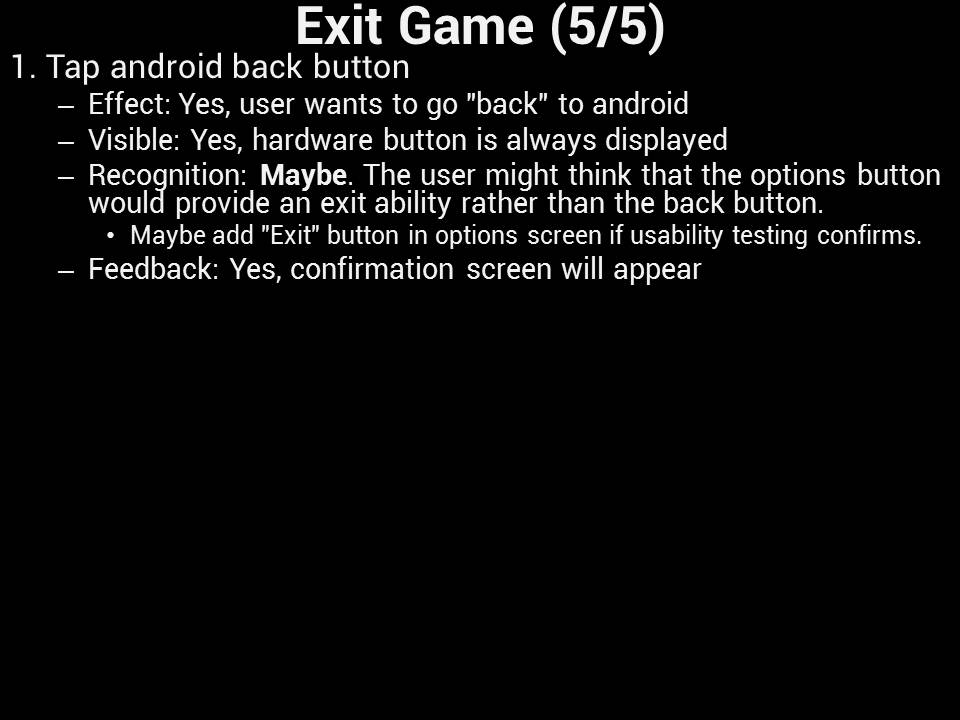 Exit Game (5/5)
1. Tap android back button
– Effect: Yes, user wants to go "back" to android
– Visible: Yes, hardware button is always displayed
– Recognition: Maybe. The user might think that the options button
would provide an exit ability rather than the back button.
• Maybe add "Exit" button in options screen if usability testing confirms.
– Feedback: Yes, confirmation screen will appear